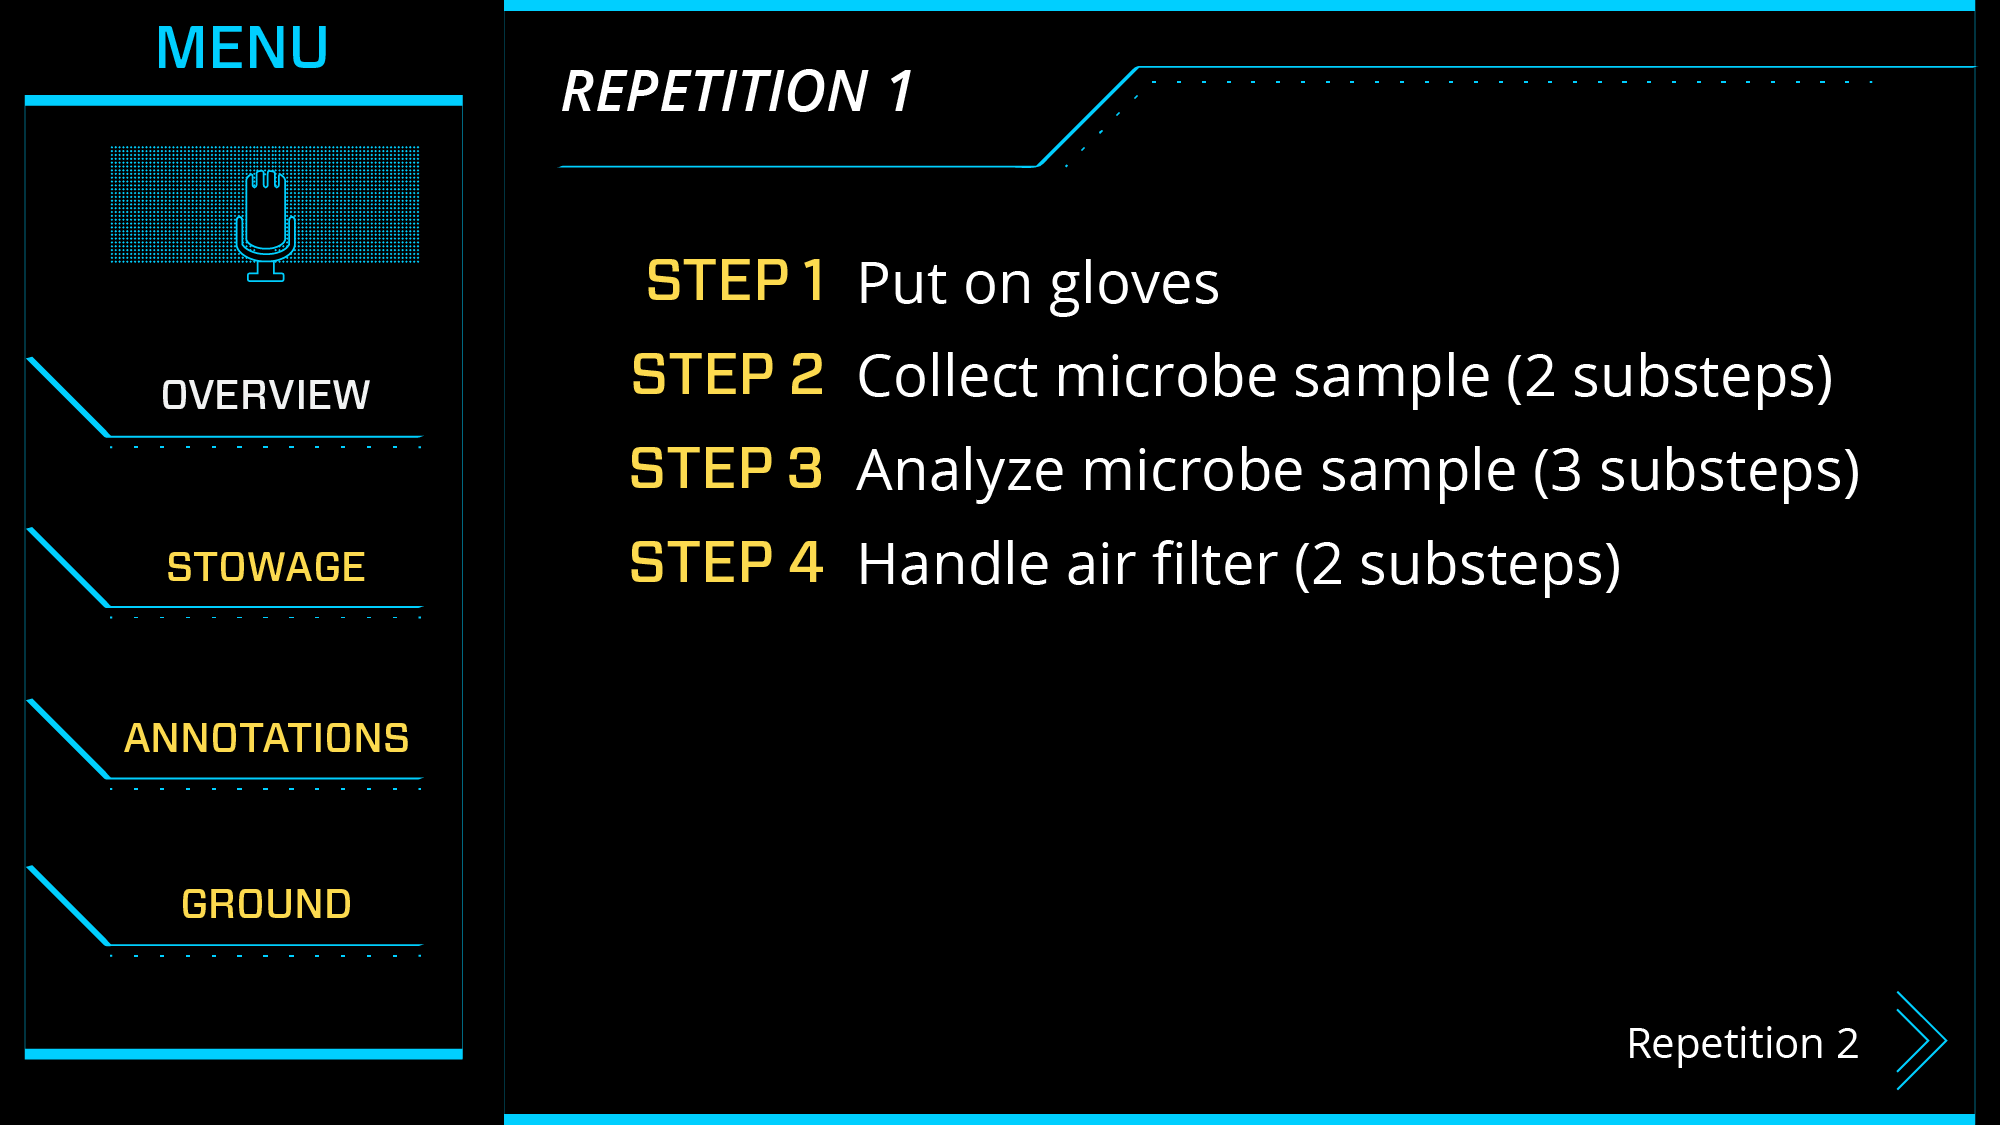 MENU
OVERVIEW
STOWAGE
ANNOTATIONS
GROUND
REPETITION 1
STEP 1 Put on gloves
STEP 2 Collect microbe sample (2 substeps)
STEP 3 Analyze microbe sample (3 substeps)
STEP 4 Handle air filter (2 substeps)
Repetition 2